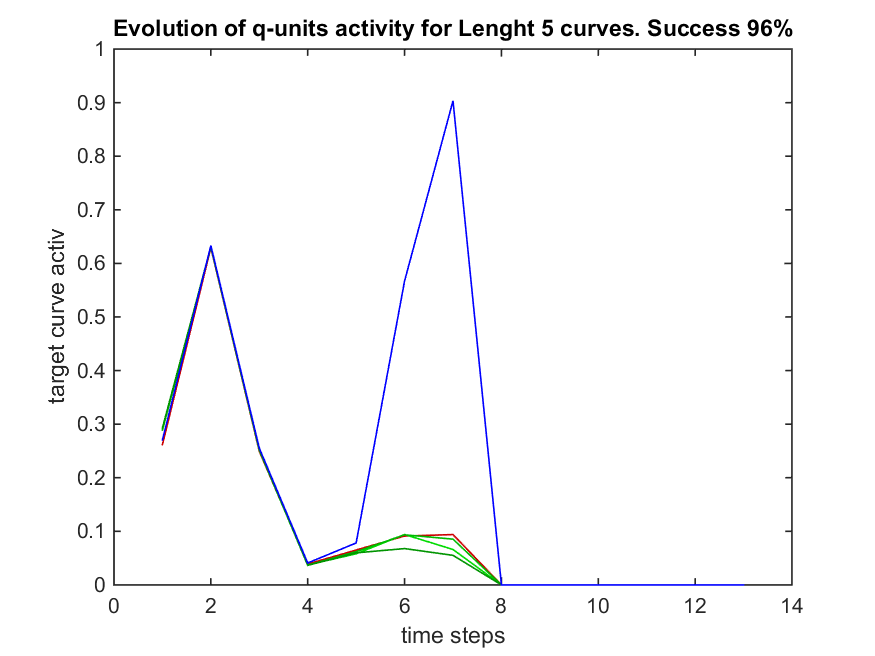 Evolution of q-units activity for Lenght 5 curves. Success 96%
1
0.9
0.8
0.7
0.6
0.5
0.4
0.3
0.2
0.1
0
target curve activ
0 2 4 6 8 10 12 14
time steps